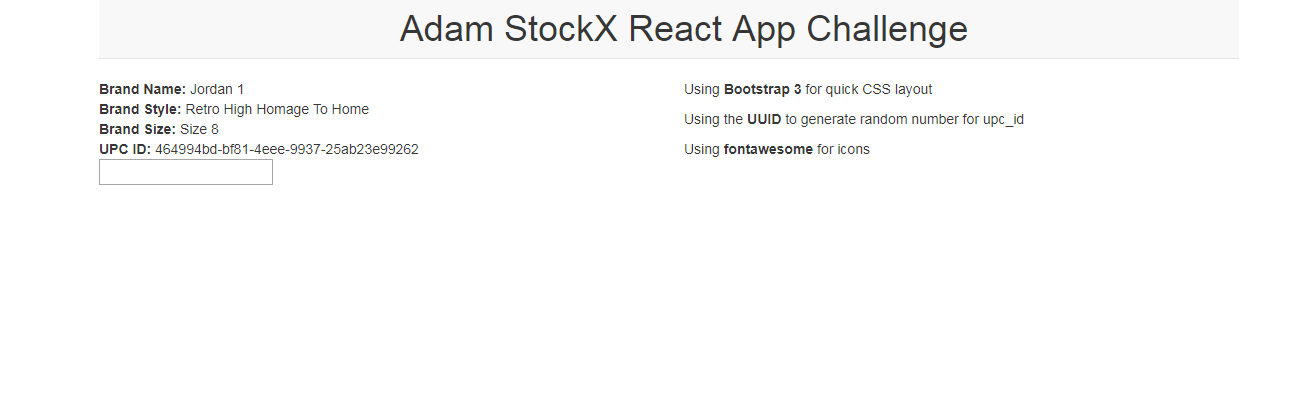 Adam StockX React App Challenge
Brand Name: Jordan 1
Brand Style: Retro High Homage To Home
Brand Size: Size 8
UPC ID: 464994bd-bf81-4eee-9937-25ab23e99262
Using Bootstrap 3 for quick CSS layout
Using the UUID to generate random number for upc_id
Using fontawesome for icons